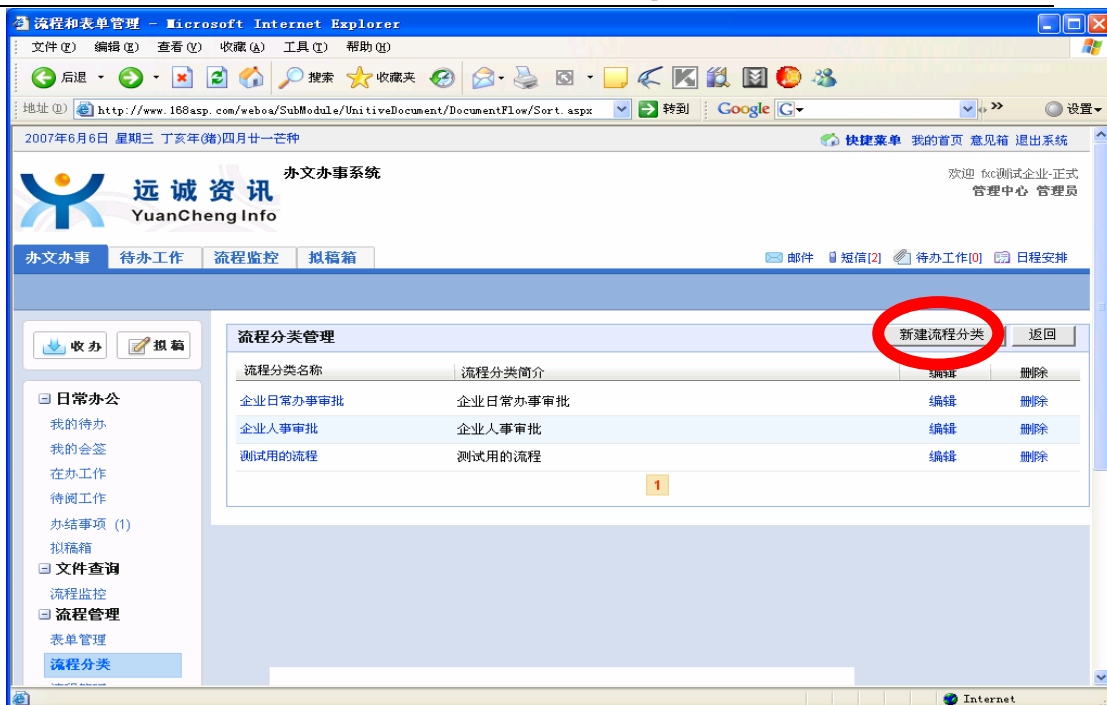 流程和表单管理 - Microsoft Internet Explorer
文件(F) 编辑(E) 查看(V) 收藏(A) 工具(T) 帮助(H)
后退 搜索 收藏夹
地址(D) http://www.168asp.com/weboa/SubModule/UnitiveDocument/DocumentFlow/Sort.aspx 转到 Google G 设置
2007年6月6日 星期三 丁亥年(猪)四月廿一芒种 快捷菜单 我的首页 意见箱 退出系统
远诚资讯 办文办事系统 欢迎 fxc测试企业-正式
YuanCheng Info 管理中心 管理员
办文办事 待办工作 流程监控 拟稿箱 邮件 短信[2] 待办工作[0] 日程安排
收办 拟稿
流程分类管理 新建流程分类 返回
流程分类名称 流程分类简介 编辑 删除
企业日常办事审批 企业日常办事审批 编辑 删除
企业人事审批 企业人事审批 编辑 删除
测试用的流程 测试用的流程 编辑 删除
1
日常办公
我的待办
我的会签
在办工作
待阅工作
办结事项 (1)
拟稿箱
文件查询
流程监控
流程管理
表单管理
流程分类
Internet